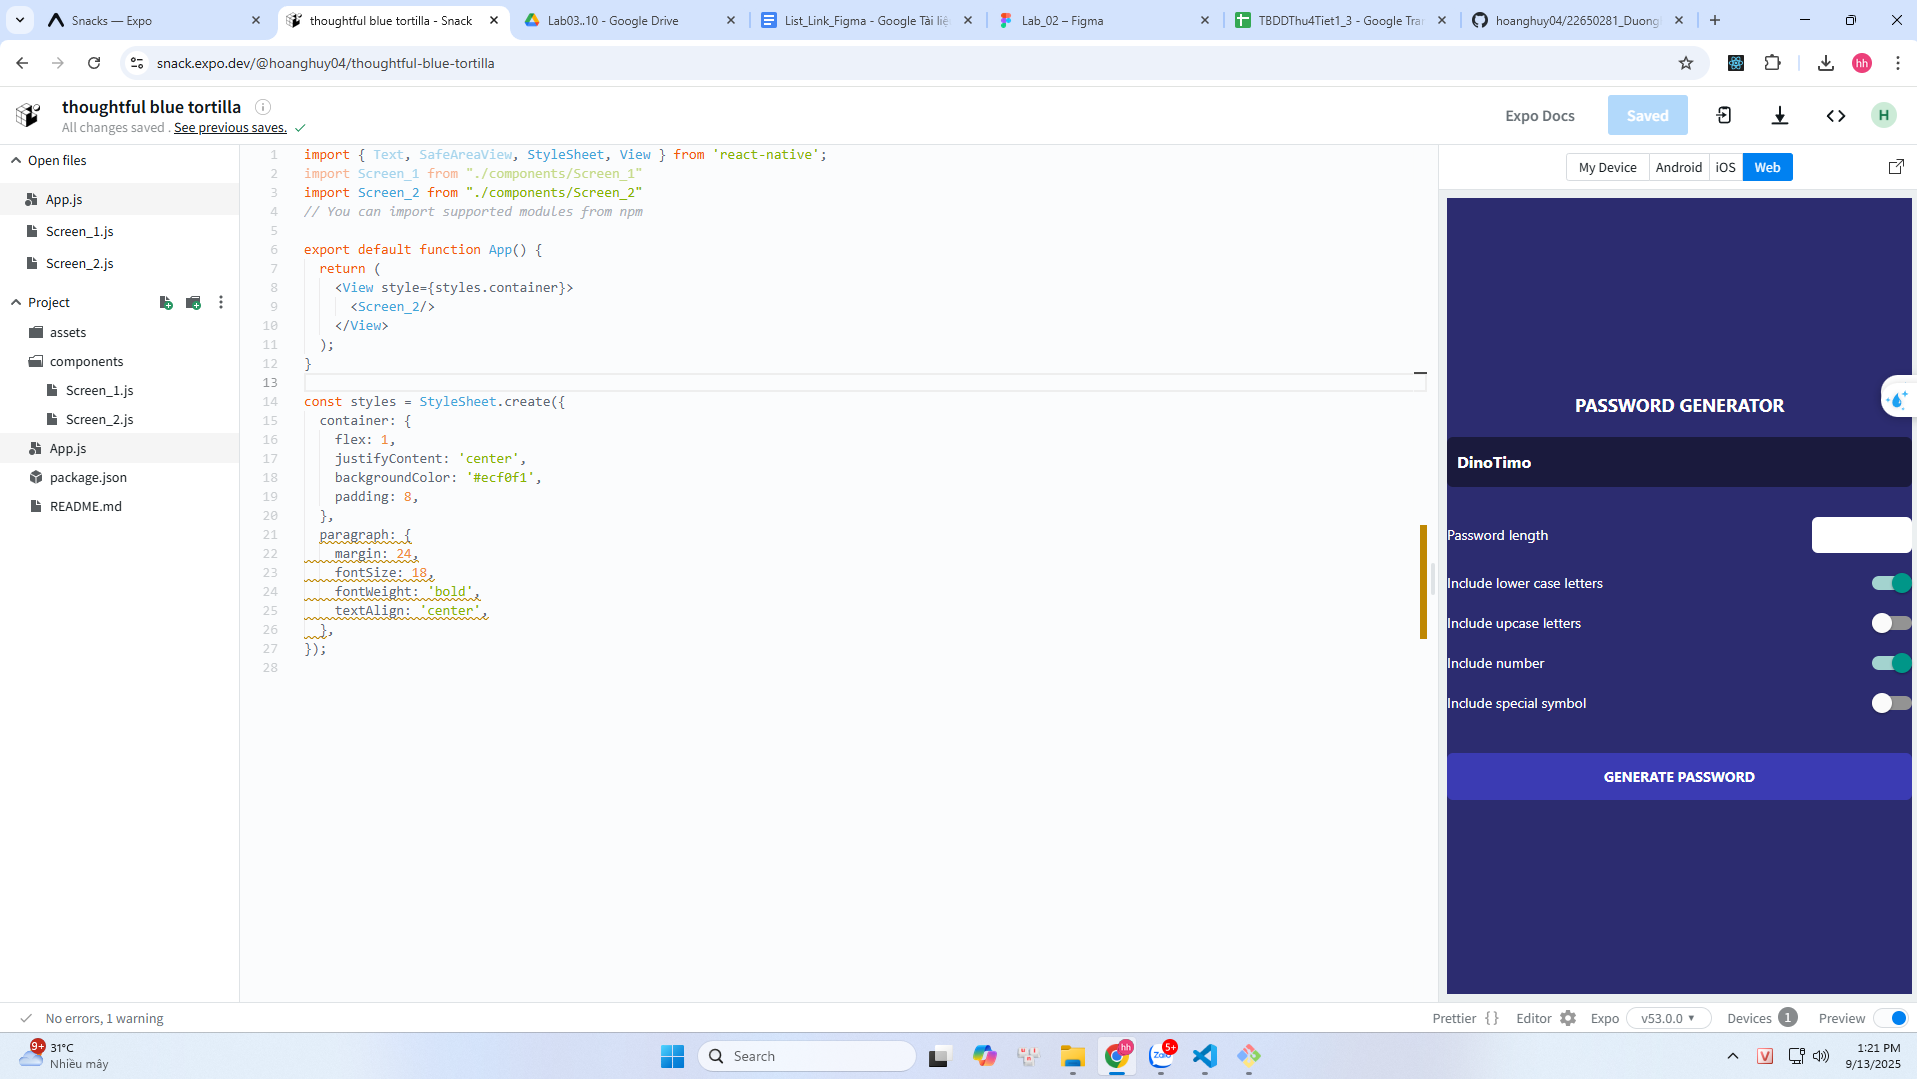 Snacks — Expo
thoughtful blue tortilla - Snack
Lab03..10 - Google Drive
List_Link_Figma - Google Tài liệ
Lab_02 – Figma
TBDDThu4Tiet1_3 - Google Tra
hoanghuy04/22650281_Duong
snack.expo.dev/@hoanghuy04/thoughtful-blue-tortilla
hh
thoughtful blue tortilla
All changes saved . See previous saves.
Expo Docs
Saved
H
Open files
App.js
Screen_1.js
Screen_2.js
Project
assets
components
Screen_1.js
Screen_2.js
App.js
package.json
README.md
1 import { Text, SafeAreaView, StyleSheet, View } from 'react-native';
2 import Screen_1 from "./components/Screen_1"
3 import Screen_2 from "./components/Screen_2"
4 // You can import supported modules from npm
5
6 export default function App() {
7 return (
8 <View style={styles.container}>
9 <Screen_2/>
10 </View>
11 );
12 }
13
14 const styles = StyleSheet.create({
15 container: {
16 flex: 1,
17 justifyContent: 'center',
18 backgroundColor: '#ecf0f1',
19 padding: 8,
20 },
21 paragraph: {
22 margin: 24,
23 fontSize: 18,
24 fontWeight: 'bold',
25 textAlign: 'center',
26 },
27 });
28
My Device
Android
iOS
Web
PASSWORD GENERATOR
DinoTimo
Password length
Include lower case letters
Include upcase letters
Include number
Include special symbol
GENERATE PASSWORD
No errors, 1 warning
Prettier { }
Editor
Expo
v53.0.0
Devices 1
Preview
9+
31°C
Nhiều mây
Search
hh
Zalo
5+
V
1:21 PM
9/13/2025